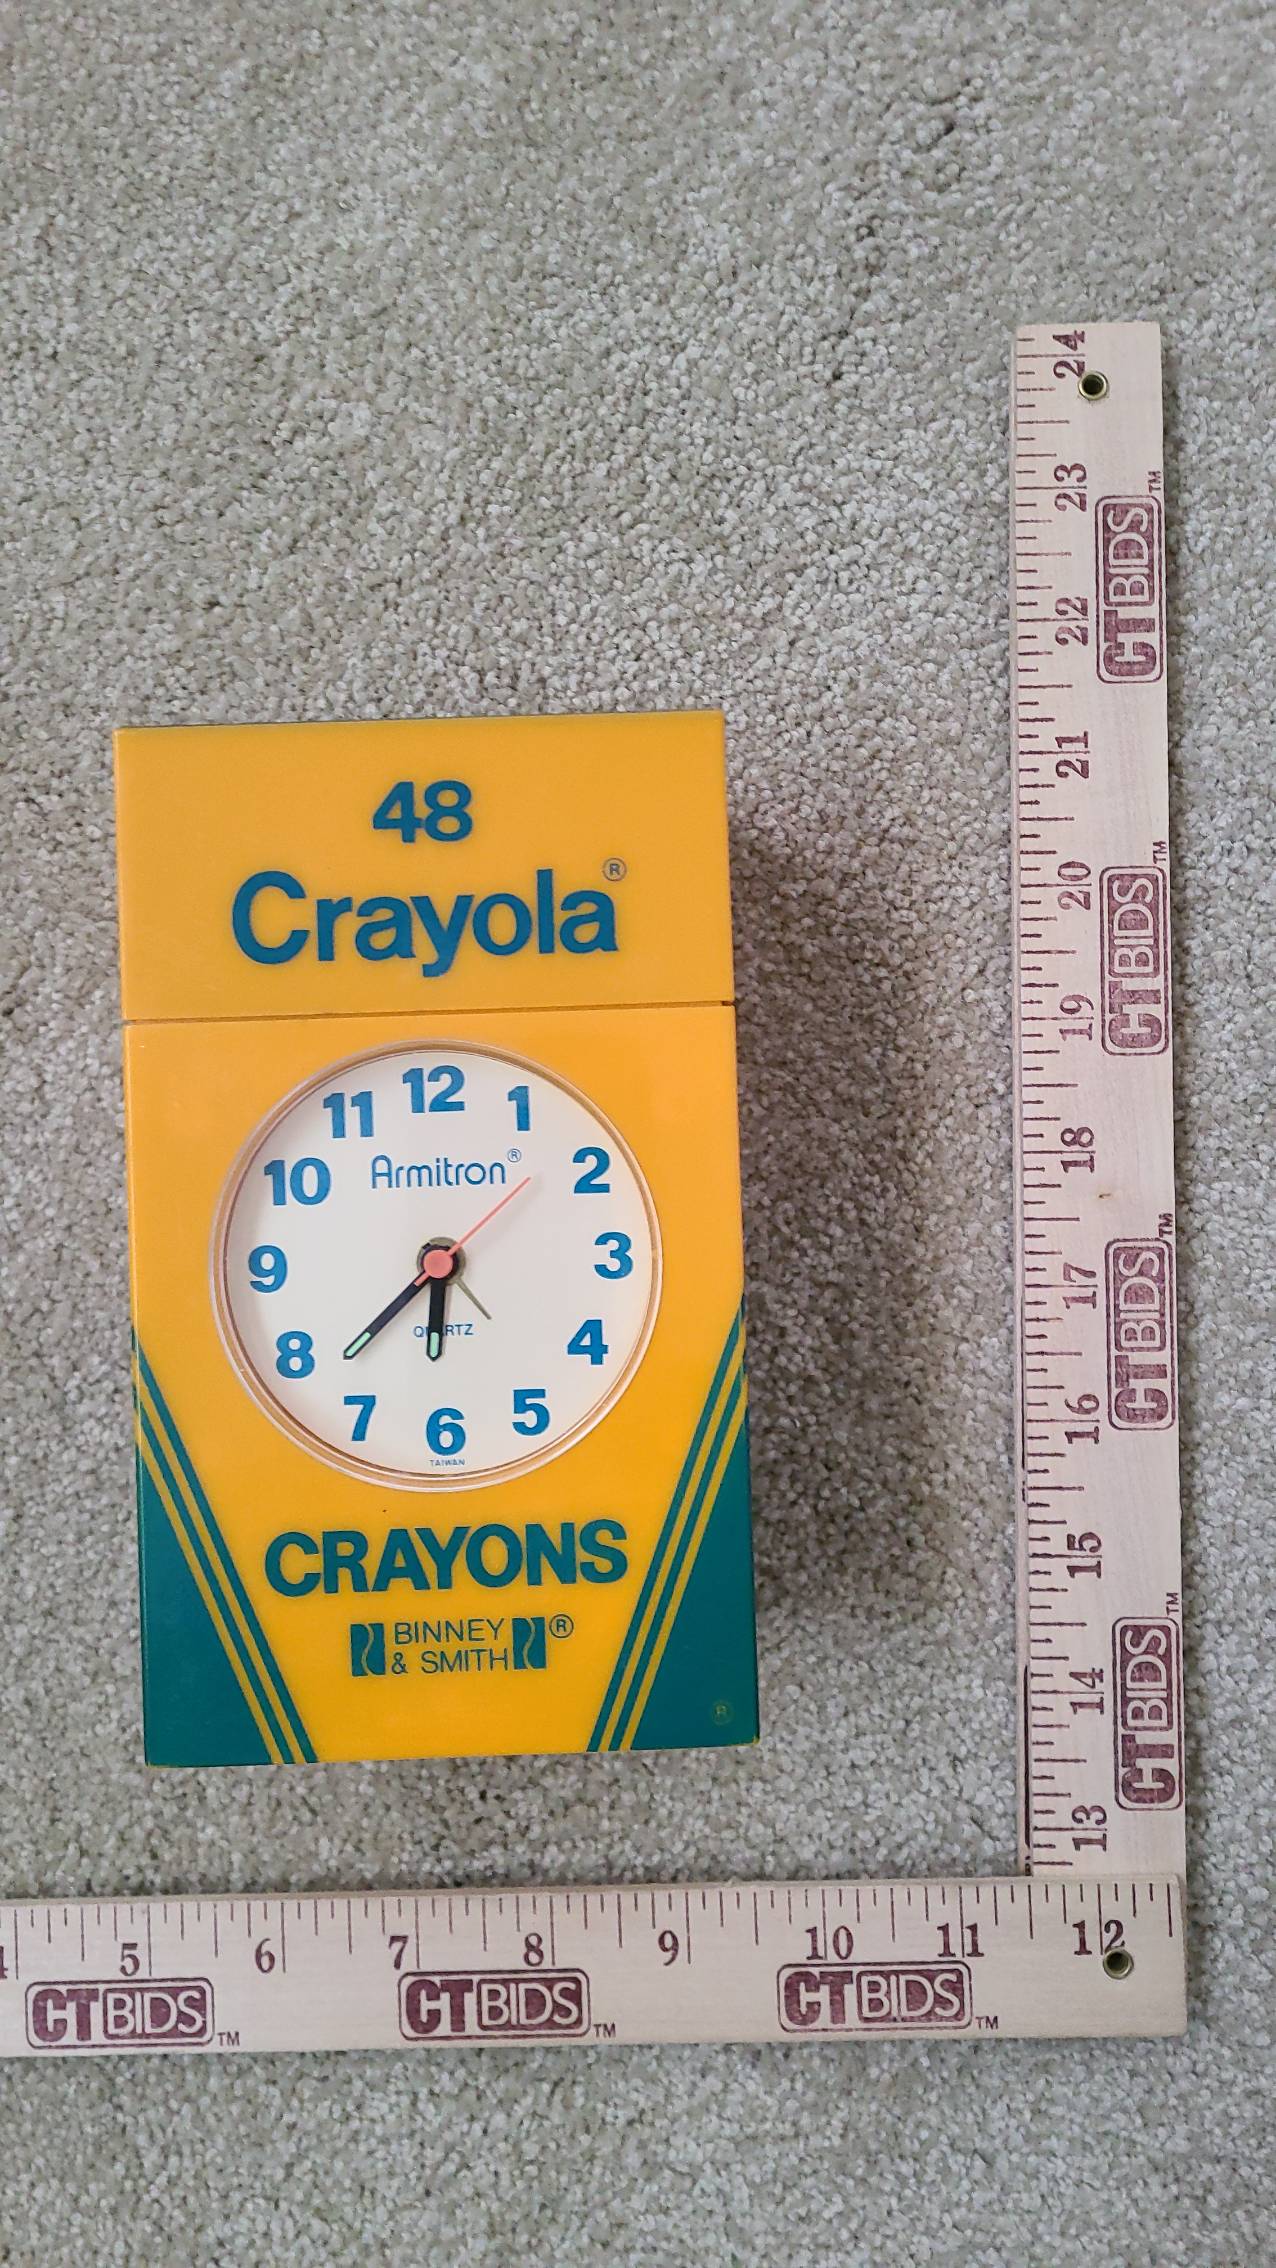 48
Crayola®
12
11 1
10 2
Armitron®
9 3
QUARTZ
8 4
7 5
6
TAIWAN
CRAYONS
BINNEY
& SMITH ®
®
24
23
CTBIDS™
22
21
20
CTBIDS™
19
18
17
CTBIDS™
16
15
14
CTBIDS™
13
4 5 6 7 8 9 10 11 12
CTBIDS™ CTBIDS™ CTBIDS™